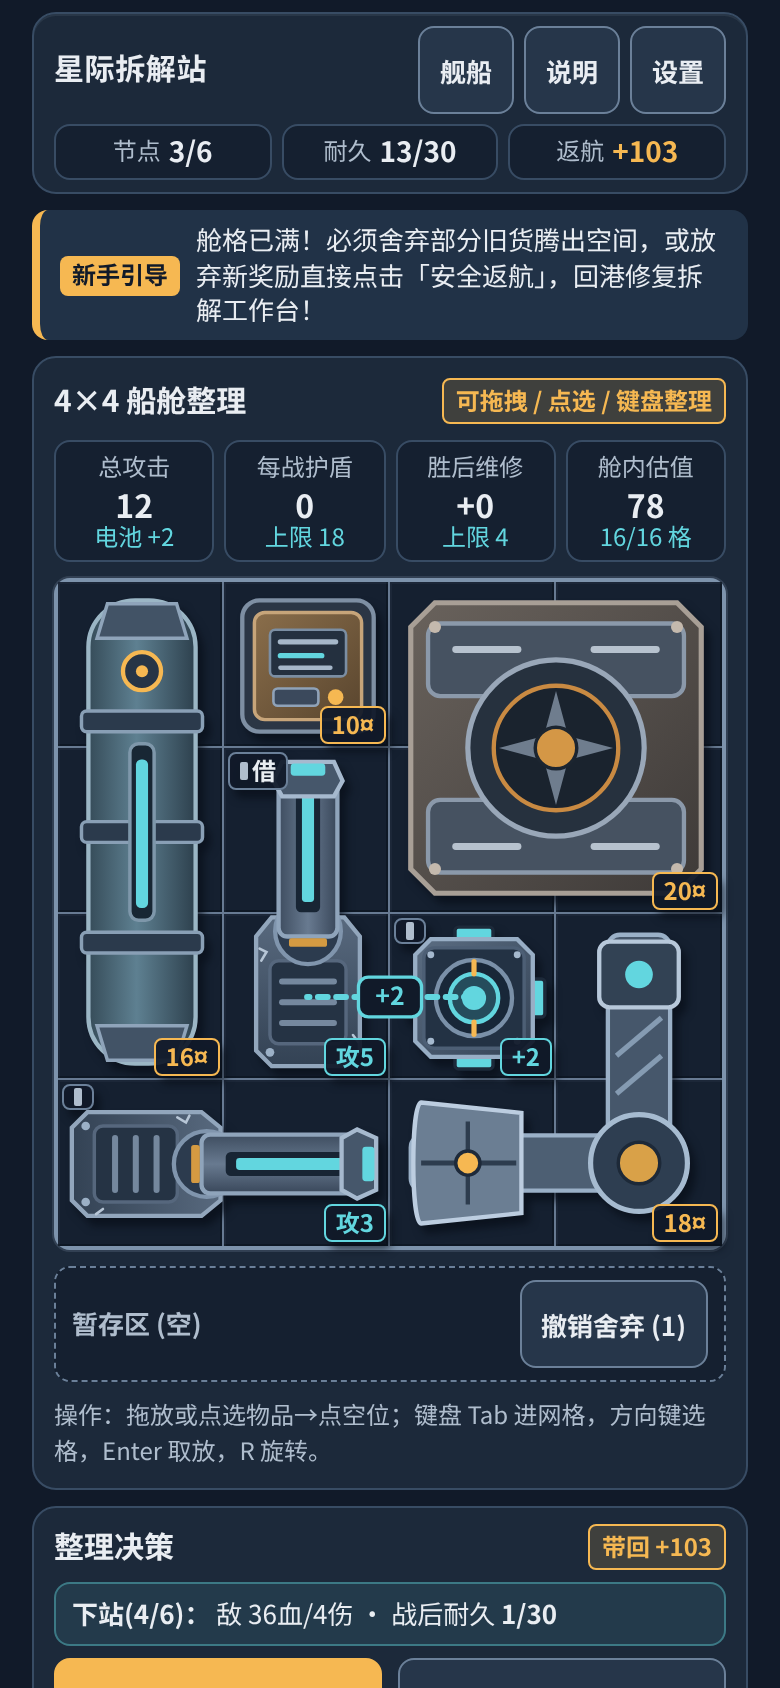 星际拆解站
舰船
说明
设置
节点 3/6
耐久 13/30
返航 +103
新手引导
舱格已满！必须舍弃部分旧货腾出空间，或放
弃新奖励直接点击「安全返航」，回港修复拆
解工作台！
4×4 船舱整理
可拖拽 / 点选 / 键盘整理
总攻击
12
电池 +2
每战护盾
0
上限 18
胜后维修
+0
上限 4
舱内估值
78
16/16 格
10¤
借
20¤
+2
16¤
攻5
+2
攻3
18¤
暂存区 (空)
撤销舍弃 (1)
操作：拖放或点选物品→点空位；键盘 Tab 进网格，方向键选
格，Enter 取放，R 旋转。
整理决策
带回 +103
下站(4/6)： 敌 36血/4伤 · 战后耐久 1/30